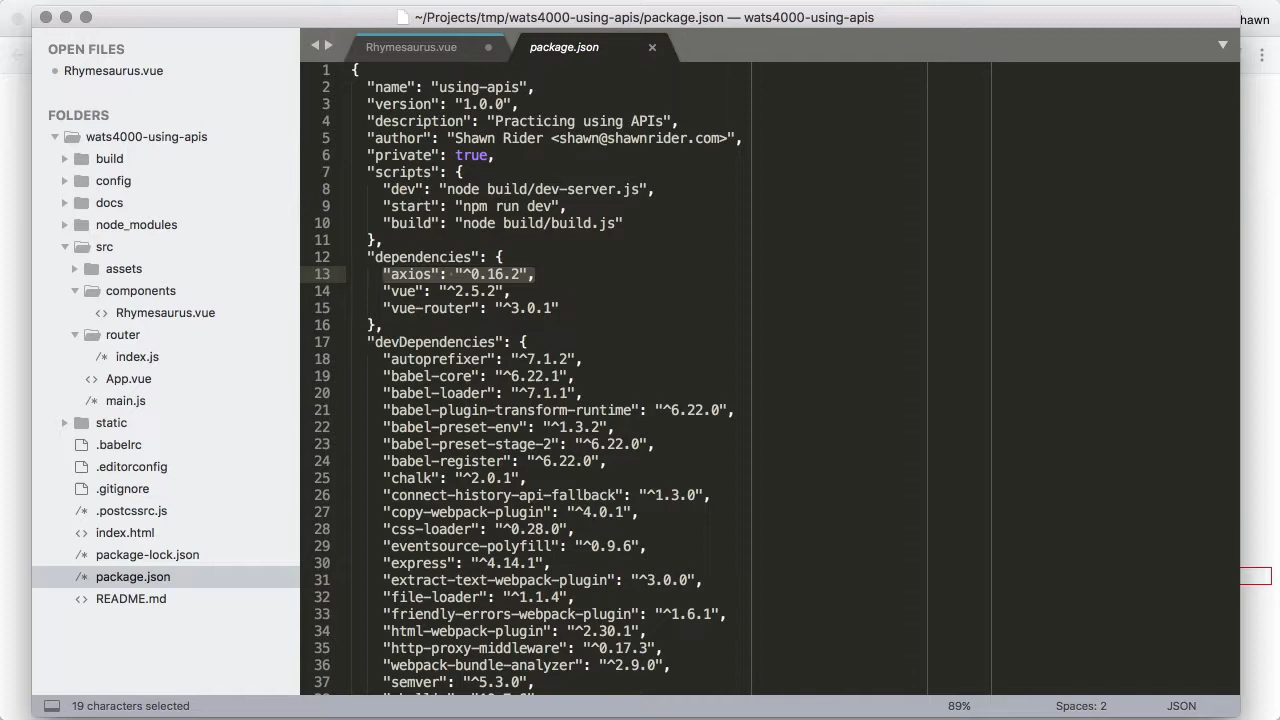 ~/Projects/tmp/wats4000-using-apis/package.json — wats4000-using-apis
hawn
OPEN FILES
Rhymesaurus.vue
FOLDERS
wats4000-using-apis
build
config
docs
node_modules
src
assets
components
<> Rhymesaurus.vue
router
/* index.js
<> App.vue
/* main.js
static
.babelrc
.editorconfig
.gitignore
.postcssrc.js
<> index.html
/* package-lock.json
/* package.json
<> README.md
Rhymesaurus.vue
package.json
1 {
2 "name": "using-apis",
3 "version": "1.0.0",
4 "description": "Practicing using APIs",
5 "author": "Shawn Rider <shawn@shawnrider.com>",
6 "private": true,
7 "scripts": {
8 "dev": "node build/dev-server.js",
9 "start": "npm run dev",
10 "build": "node build/build.js"
11 },
12 "dependencies": {
13 "axios": "^0.16.2",
14 "vue": "^2.5.2",
15 "vue-router": "^3.0.1"
16 },
17 "devDependencies": {
18 "autoprefixer": "^7.1.2",
19 "babel-core": "^6.22.1",
20 "babel-loader": "^7.1.1",
21 "babel-plugin-transform-runtime": "^6.22.0",
22 "babel-preset-env": "^1.3.2",
23 "babel-preset-stage-2": "^6.22.0",
24 "babel-register": "^6.22.0",
25 "chalk": "^2.0.1",
26 "connect-history-api-fallback": "^1.3.0",
27 "copy-webpack-plugin": "^4.0.1",
28 "css-loader": "^0.28.0",
29 "eventsource-polyfill": "^0.9.6",
30 "express": "^4.14.1",
31 "extract-text-webpack-plugin": "^3.0.0",
32 "file-loader": "^1.1.4",
33 "friendly-errors-webpack-plugin": "^1.6.1",
34 "html-webpack-plugin": "^2.30.1",
35 "http-proxy-middleware": "^0.17.3",
36 "webpack-bundle-analyzer": "^2.9.0",
37 "semver": "^5.3.0",
19 characters selected
89%
Spaces: 2
JSON